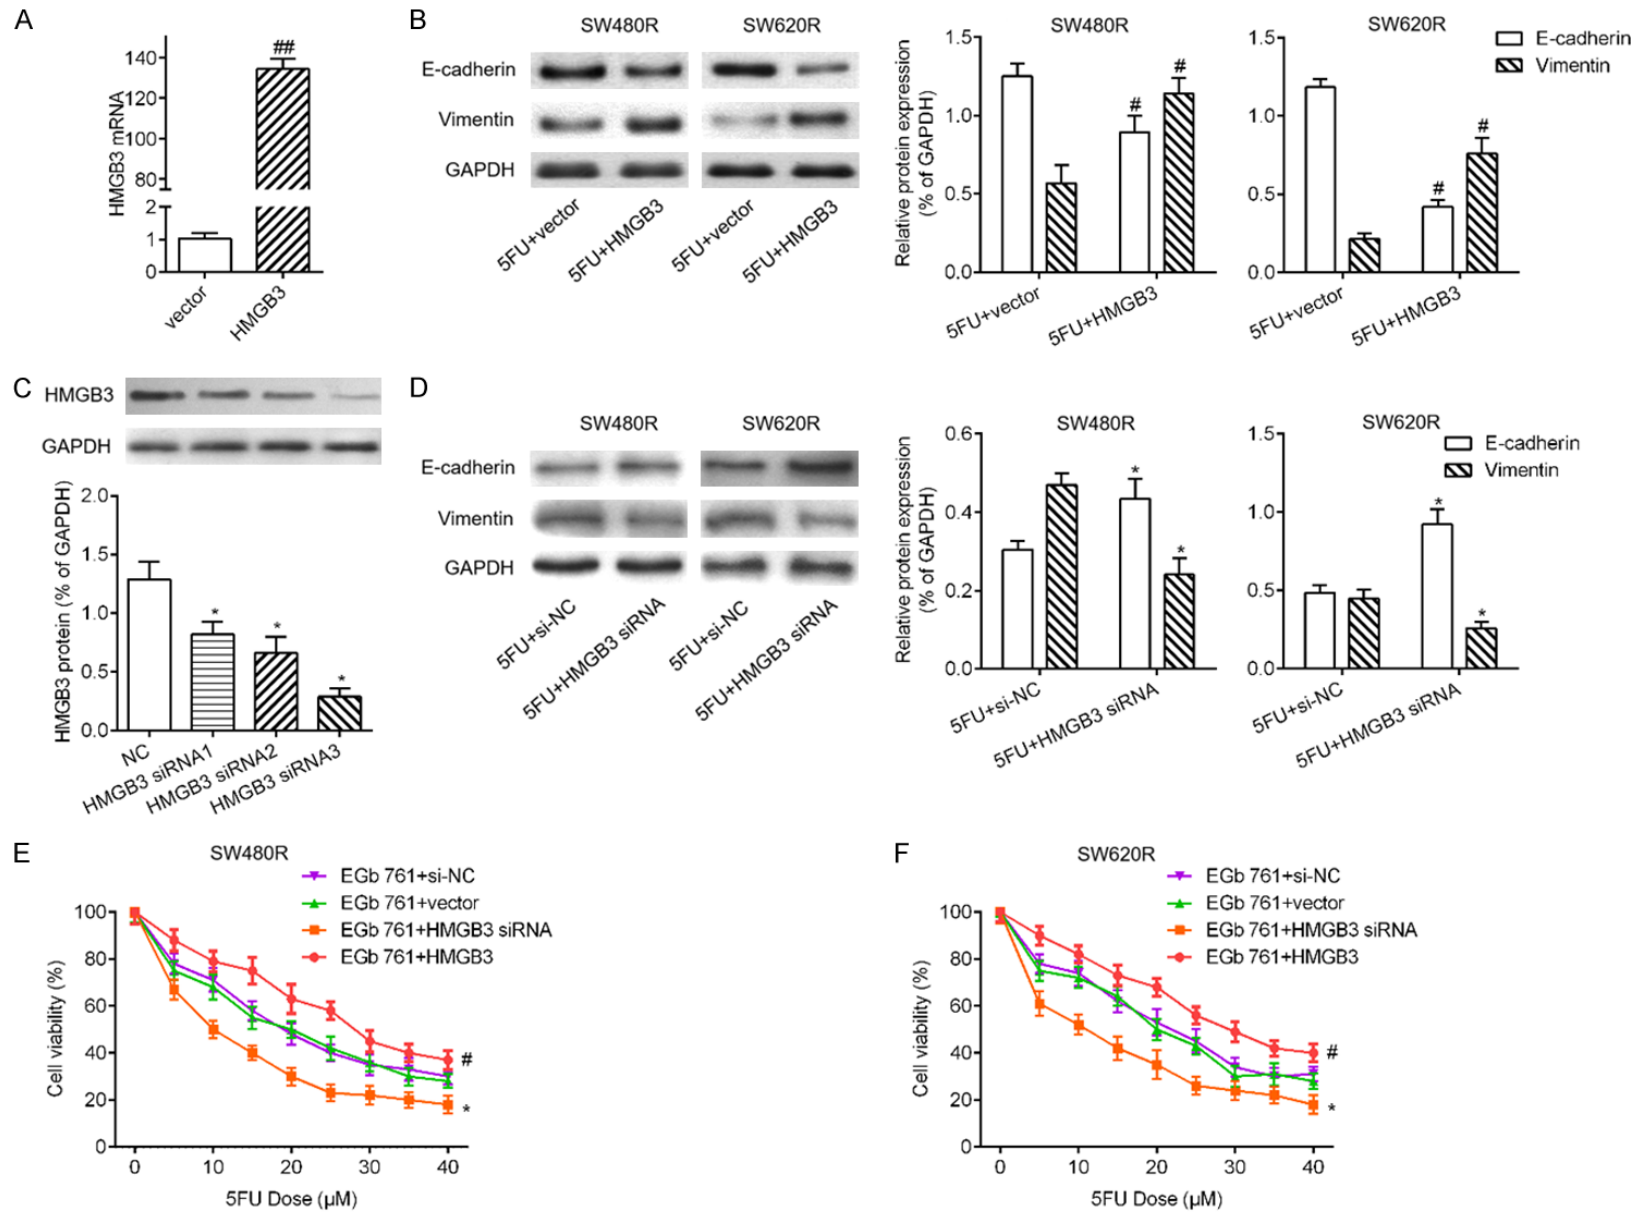 A
HMGB3 mRNA
140
120
100
80
2
1
0
##
vector
HMGB3
B
SW480R
SW620R
E-cadherin
Vimentin
GAPDH
5FU+vector
5FU+HMGB3
5FU+vector
5FU+HMGB3
Relative protein expression
(% of GAPDH)
SW480R
1.5
1.0
0.5
0.0
#
#
5FU+vector
5FU+HMGB3
SW620R
1.5
1.0
0.5
0.0
#
#
5FU+vector
5FU+HMGB3
E-cadherin
Vimentin
C
HMGB3
GAPDH
HMGB3 protein (% of GAPDH)
2.0
1.5
1.0
0.5
0.0
*
*
*
NC
HMGB3 siRNA1
HMGB3 siRNA2
HMGB3 siRNA3
D
SW480R
SW620R
E-cadherin
Vimentin
GAPDH
5FU+si-NC
5FU+HMGB3 siRNA
5FU+si-NC
5FU+HMGB3 siRNA
Relative protein expression
(% of GAPDH)
SW480R
0.6
0.4
0.2
0.0
*
*
5FU+si-NC
5FU+HMGB3 siRNA
SW620R
1.5
1.0
0.5
0.0
*
*
5FU+si-NC
5FU+HMGB3 siRNA
E-cadherin
Vimentin
E
SW480R
EGb 761+si-NC
EGb 761+vector
EGb 761+HMGB3 siRNA
EGb 761+HMGB3
Cell viability (%)
100
80
60
40
20
0
#
*
0 10 20 30 40
5FU Dose (μM)
F
SW620R
EGb 761+si-NC
EGb 761+vector
EGb 761+HMGB3 siRNA
EGb 761+HMGB3
Cell viability (%)
100
80
60
40
20
0
#
*
0 10 20 30 40
5FU Dose (μM)